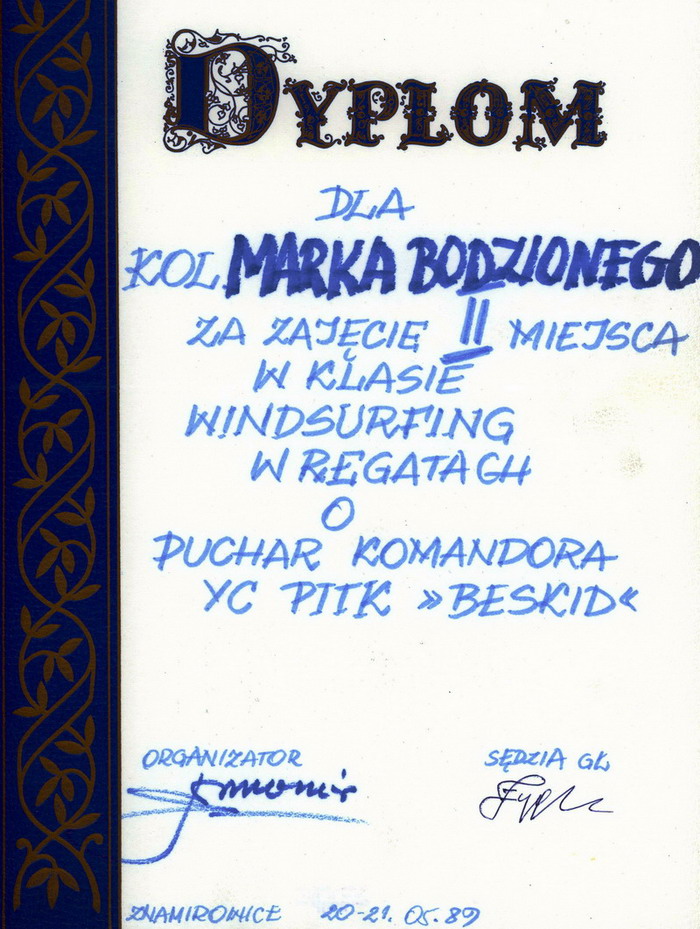 DYPLOM
DLA
KOL. MARKA BODZIONEGO
ZA ZAJĘCIE II MIEJSCA
W KLASIE
WINDSURFING
W REGATACH
O
PUCHAR KOMANDORA
YC PTTK »BESKID«
ORGANIZATOR SĘDZIA GŁ
ZNAMIROWICE 20-21. 05. 89